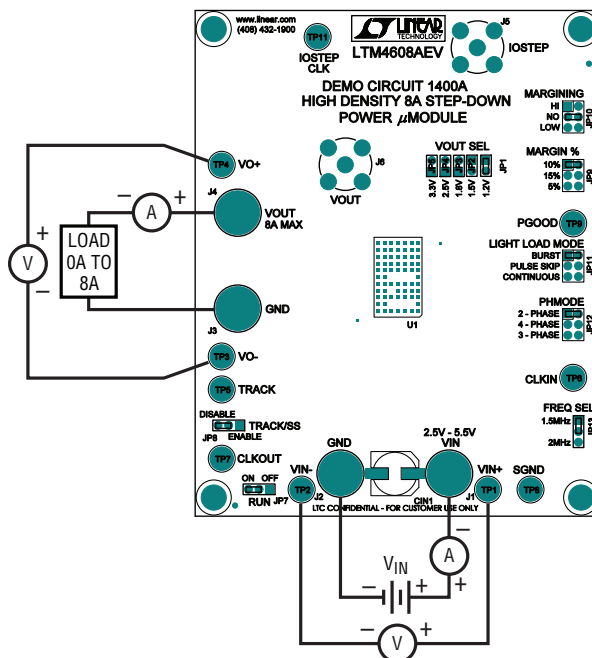 www.linear.com
(408) 432-1900
TP11
IOSTEP
CLK
LINEAR
TECHNOLOGY
LTM4608AEV
J5
IOSTEP
DEMO CIRCUIT 1400A
HIGH DENSITY 8A STEP-DOWN
POWER µMODULE
MARGINING
HI
NO
LOW
JP10
VOUT SEL
JP6
JP5
JP4
JP2
JP1
3.3V
2.5V
1.8V
1.5V
1.2V
MARGIN %
10%
15%
5%
JP9
TP4
VO+
J6
VOUT
J4
VOUT
8A MAX
+
−
A
+
V
−
LOAD
0A TO
8A
PGOOD
TP9
LIGHT LOAD MODE
BURST
PULSE SKIP
CONTINUOUS
JP11
U1
GND
J3
PHMODE
2 - PHASE
4 - PHASE
3 - PHASE
JP12
TP3
VO-
TP5
TRACK
CLKIN
TP6
DISABLE
TRACK/SS
JP8
ENABLE
FREQ SEL
1.5MHz
2MHz
JP13
TP7
CLKOUT
GND
2.5V - 5.5V
VIN
ON OFF
RUN
JP7
VIN-
TP2
J2
CIN1
J1
VIN+
TP1
SGND
TP8
LTC CONFIDENTIAL - FOR CUSTOMER USE ONLY
−
A
+
VIN
−
+
−
V
+